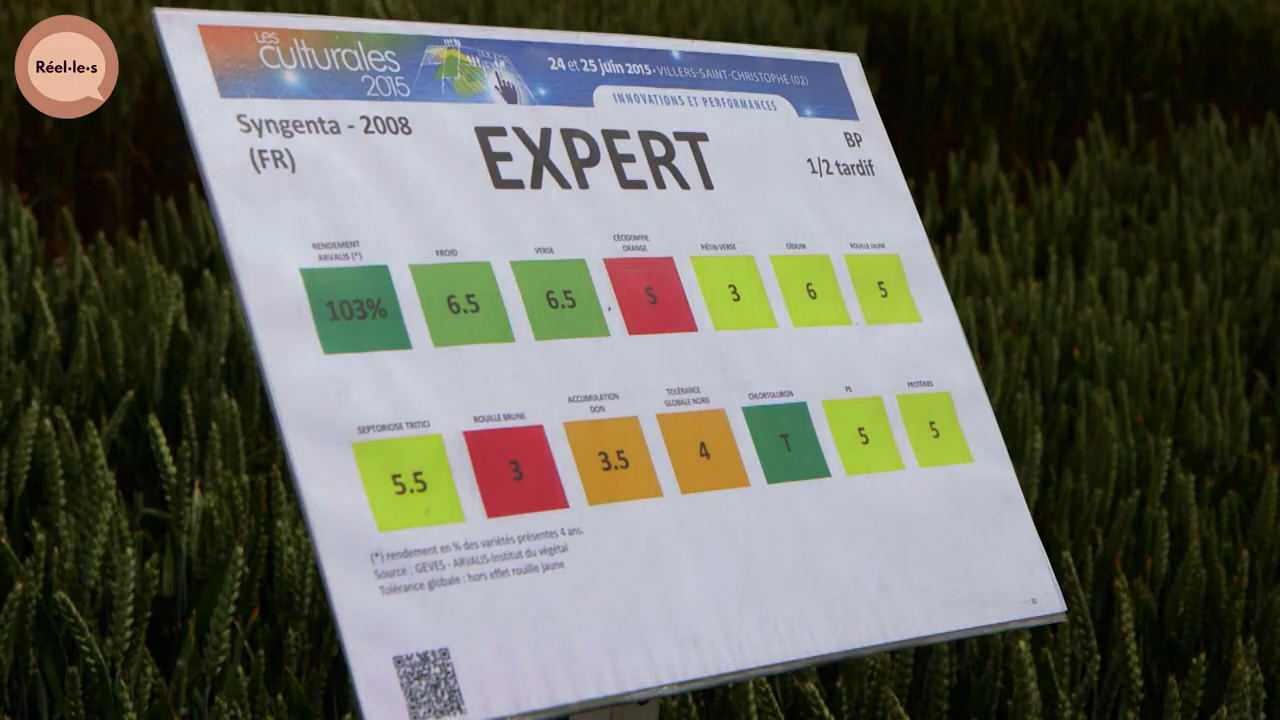 Réel·le·s
Les
culturales
2015
24 et 25 juin 2015 • VILLERS-SAINT-CHRISTOPHE (02)
INNOVATIONS ET PERFORMANCES
Syngenta - 2008
(FR)
EXPERT
BP
1/2 tardif
RENDEMENT
ARVALIS (*)
103%
FROID
6.5
VERSE
6.5
CÉCIDOMYIE
ORANGE
S
PIÉTIN VERSE
3
OÏDIUM
6
ROUILLE JAUNE
5
SEPTORIOSE TRITICI
5.5
ROUILLE BRUNE
3
ACCUMULATION
DON
3.5
TOLÉRANCE
GLOBALE NORD
4
CHLORTOLURON
T
PS
5
PROTÉINES
5
(*) rendement en % des variétés présentes 4 ans.
Source : GEVES - ARVALIS-Institut du végétal
Tolérance globale : hors effet rouille jaune